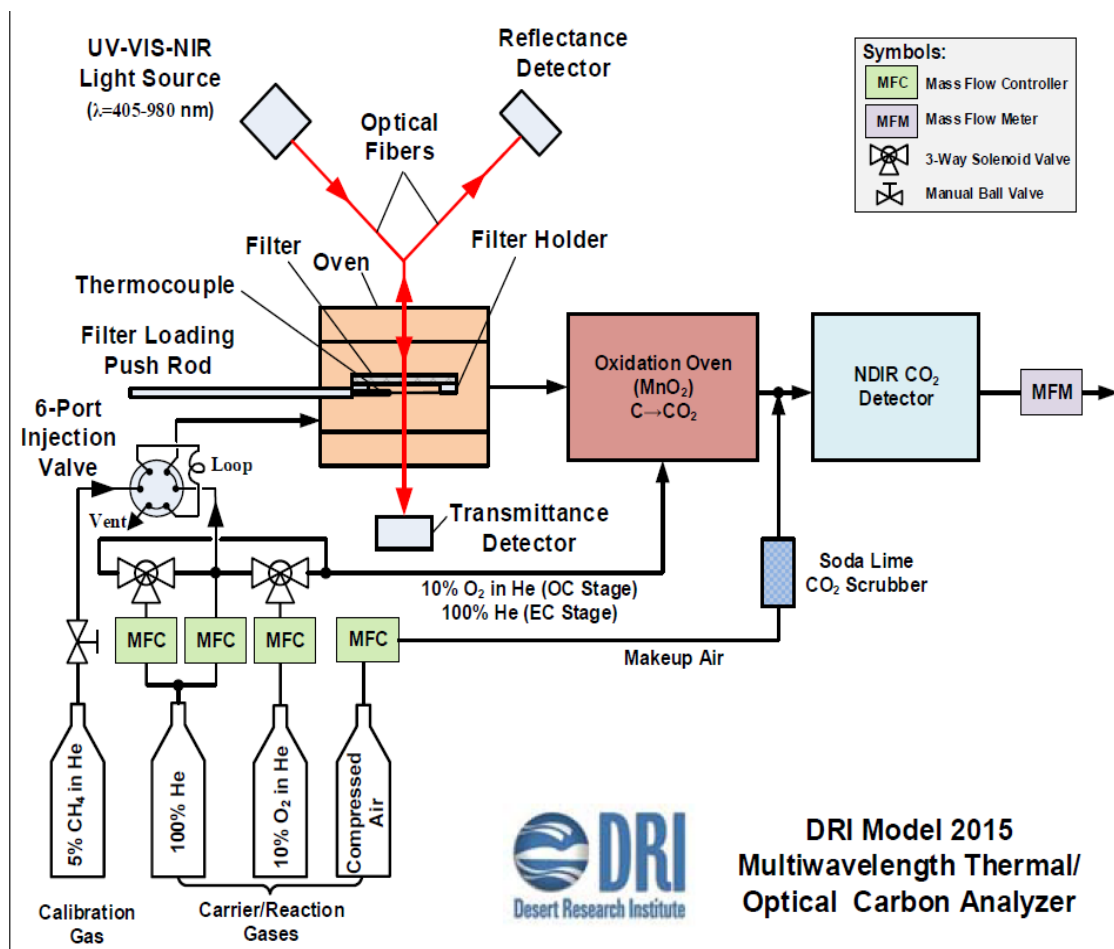 UV-VIS-NIR
Light Source
(λ=405-980 nm)
Reflectance
Detector
Optical
Fibers
Symbols:
MFC Mass Flow Controller
MFM Mass Flow Meter
3-Way Solenoid Valve
Manual Ball Valve
Filter
Oven
Filter Holder
Thermocouple
Filter Loading
Push Rod
6-Port
Injection
Valve
Loop
Vent
Oxidation Oven
(MnO₂)
C→CO₂
NDIR CO₂
Detector
MFM
Transmittance
Detector
Soda Lime
CO₂ Scrubber
10% O₂ in He (OC Stage)
100% He (EC Stage)
MFC
MFC
MFC
MFC
Makeup Air
5% CH₄ in He
100% He
10% O₂ in He
Compressed
Air
Calibration
Gas
Carrier/Reaction
Gases
DRI
Desert Research Institute
DRI Model 2015
Multiwavelength Thermal/
Optical Carbon Analyzer